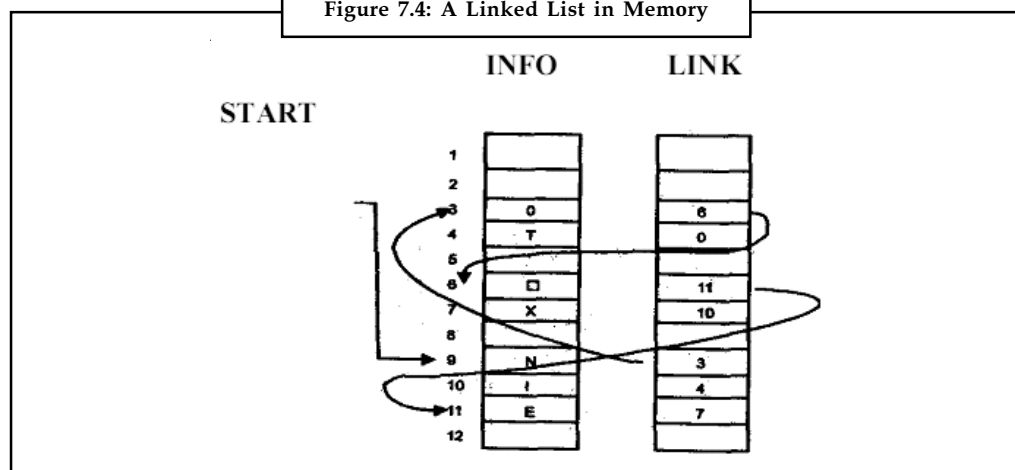 Figure 7.4: A Linked List in Memory
INFO LINK
START
1
2
3 0 6
4 T 0
5
6 □ 11
7 X 10
8
9 N 3
10 I 4
11 E 7
12